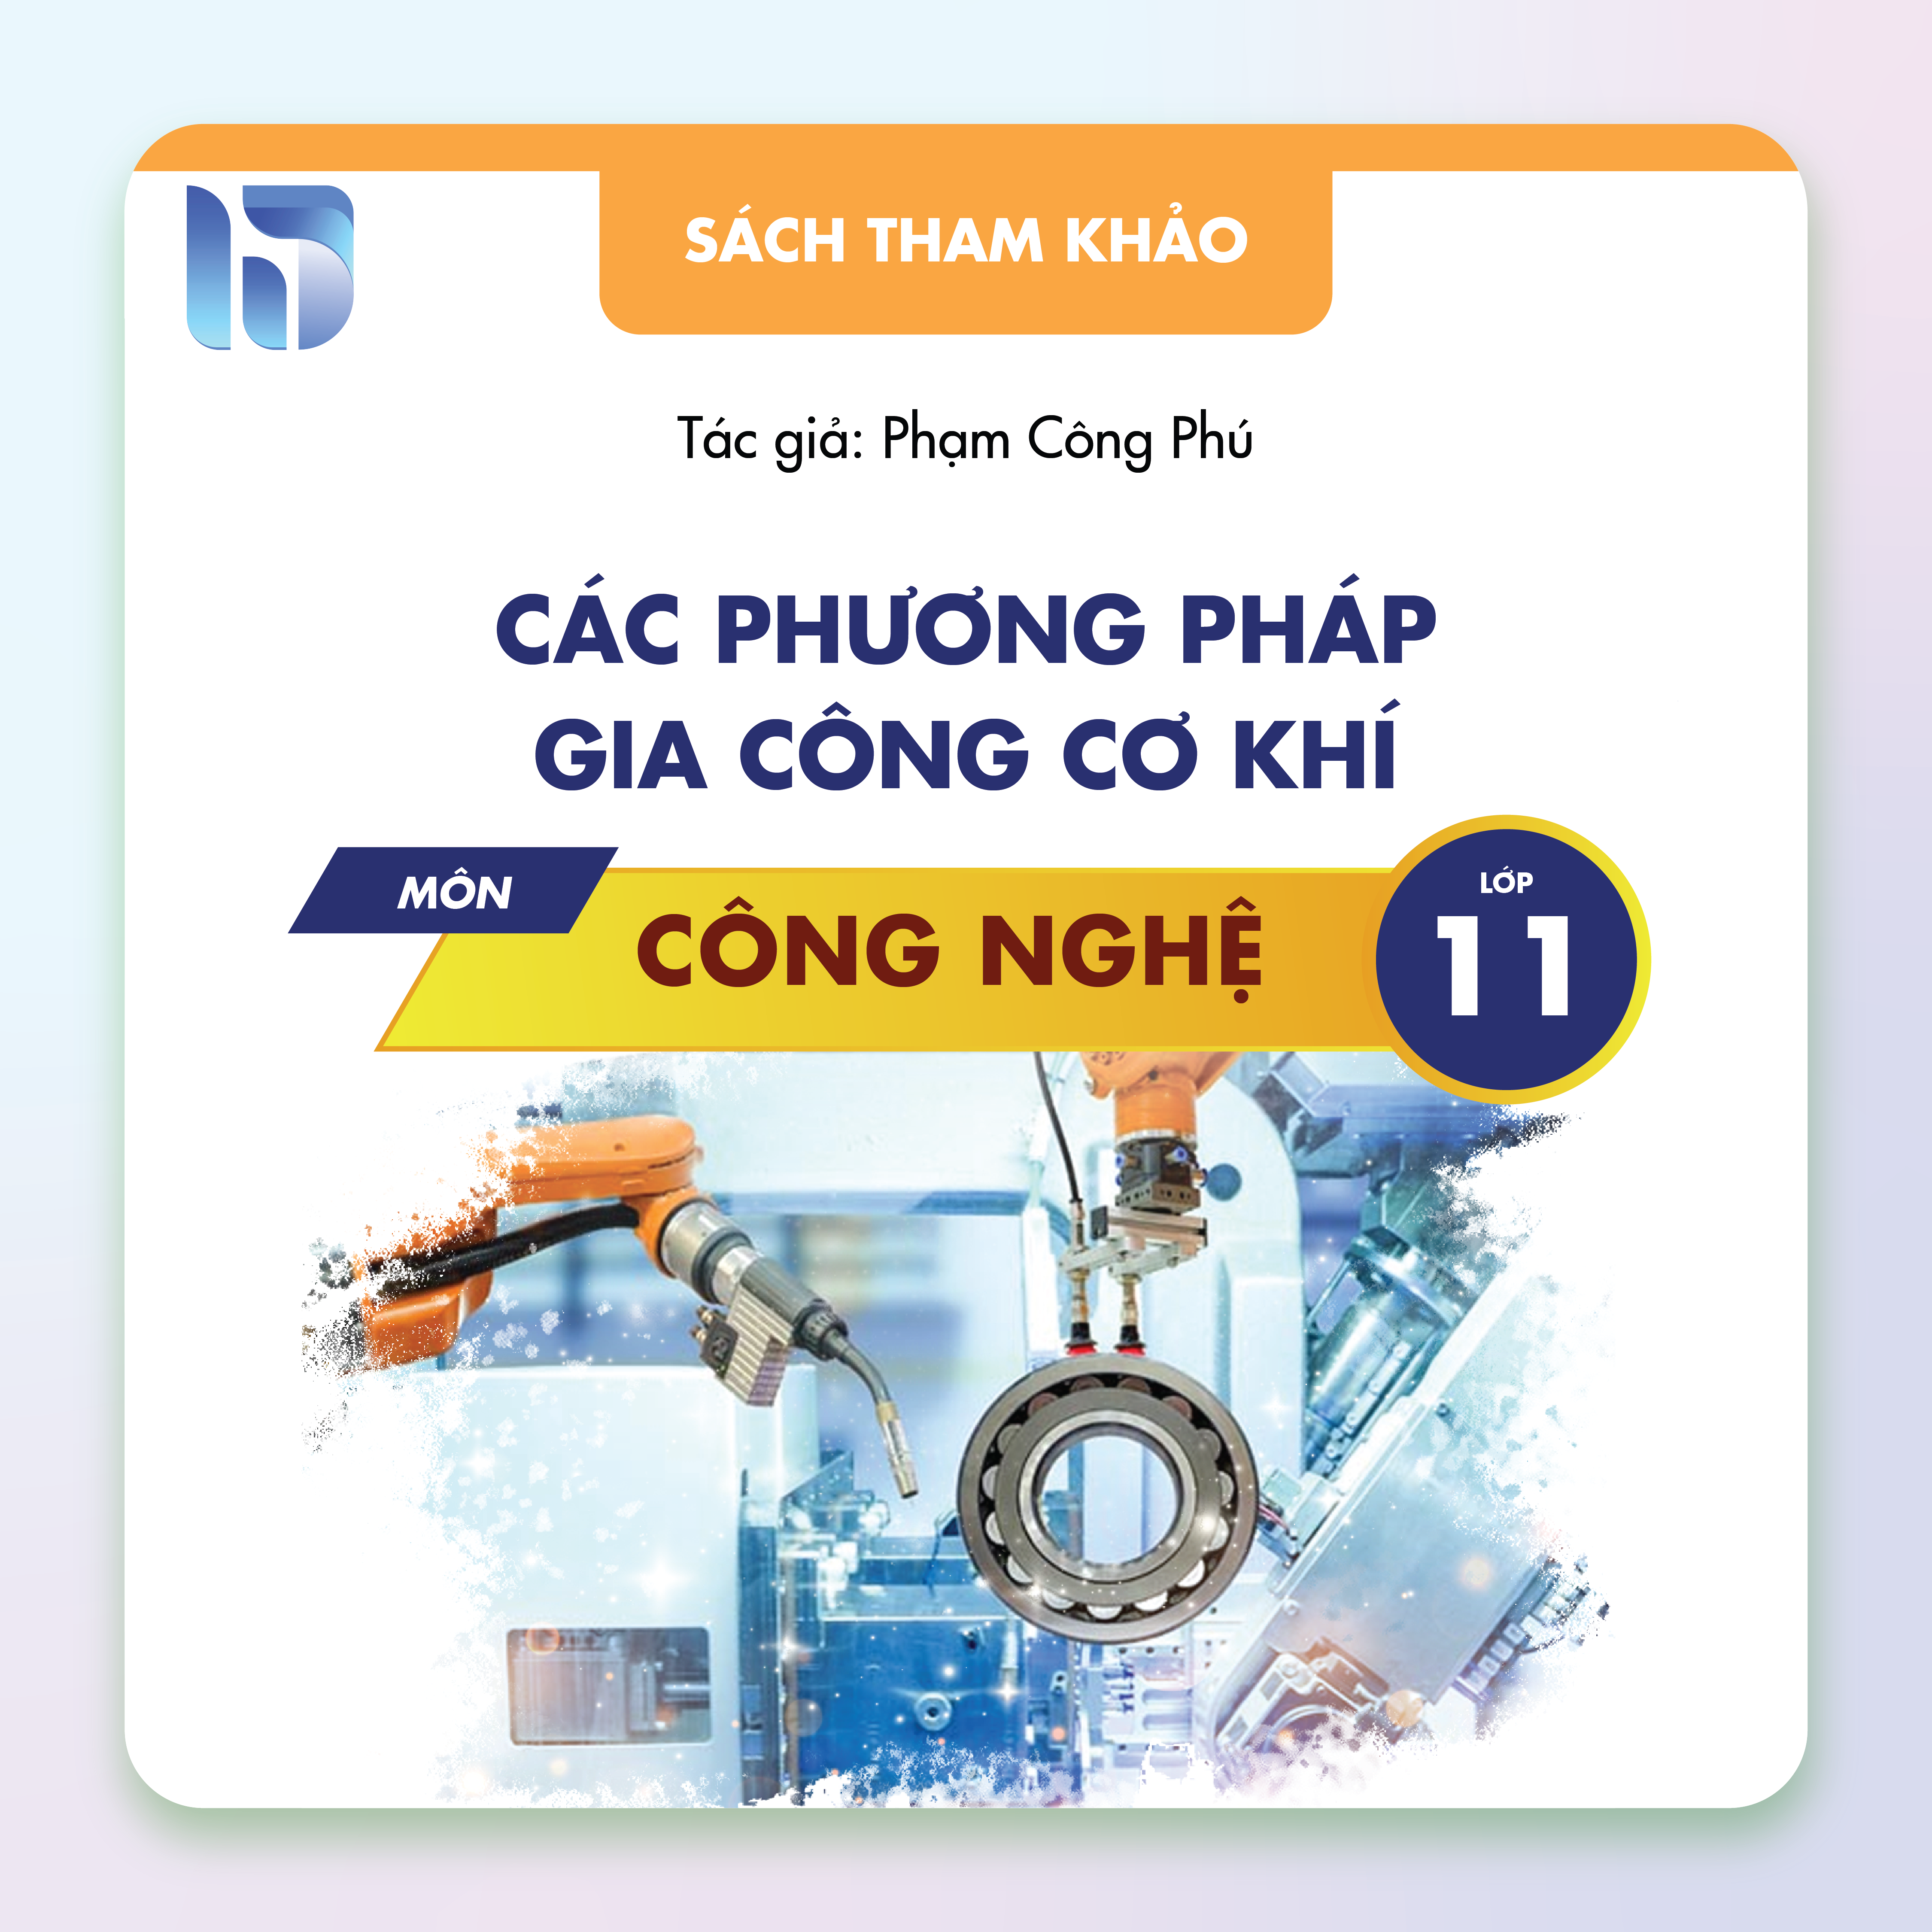 SÁCH THAM KHẢO
Tác giả: Phạm Công Phú
CÁC PHƯƠNG PHÁP
GIA CÔNG CƠ KHÍ
MÔN
CÔNG NGHỆ
LỚP
11